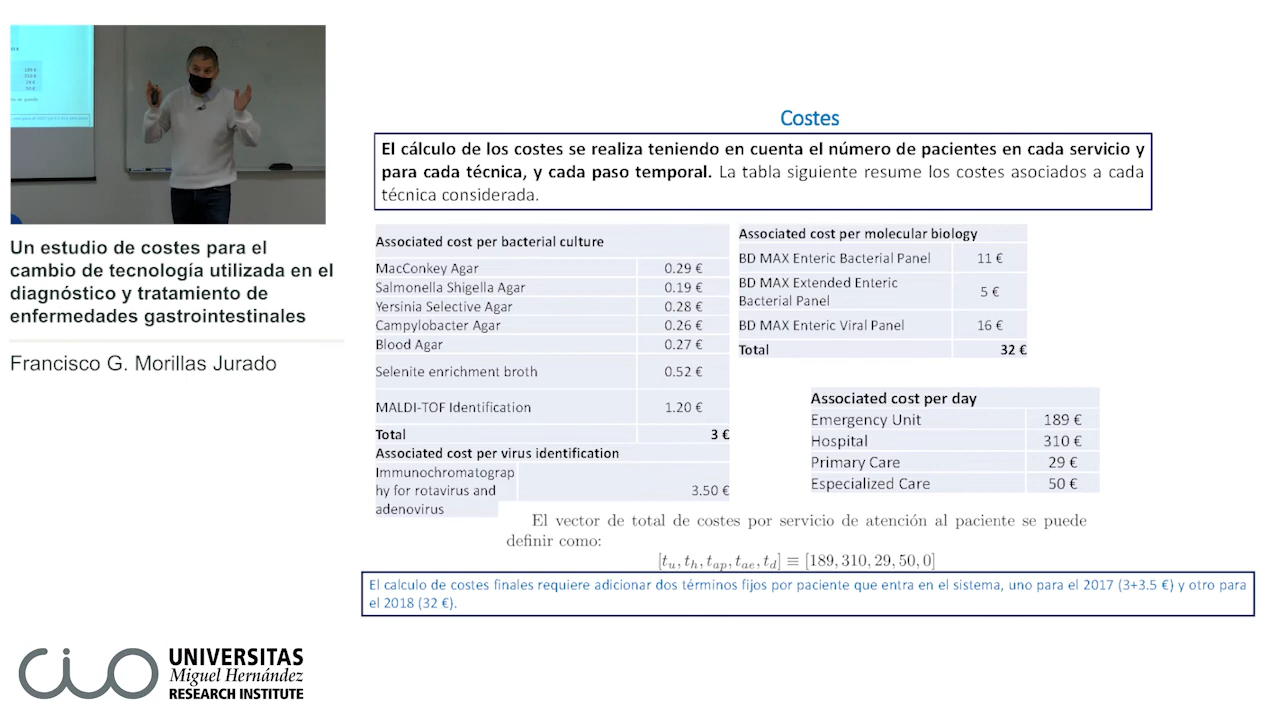 Costes
El cálculo de los costes se realiza teniendo en cuenta el número de pacientes en cada servicio y
para cada técnica, y cada paso temporal. La tabla siguiente resume los costes asociados a cada
técnica considerada.
Associated cost per bacterial culture
MacConkey Agar 0.29 €
Salmonella Shigella Agar 0.19 €
Yersinia Selective Agar 0.28 €
Campylobacter Agar 0.26 €
Blood Agar 0.27 €
Selenite enrichment broth 0.52 €
MALDI-TOF Identification 1.20 €
Total 3 €
Associated cost per virus identification
Immunochromatograp
hy for rotavirus and 3.50 €
adenovirus
Associated cost per molecular biology
BD MAX Enteric Bacterial Panel 11 €
BD MAX Extended Enteric
Bacterial Panel 5 €
BD MAX Enteric Viral Panel 16 €
Total 32 €
Associated cost per day
Emergency Unit 189 €
Hospital 310 €
Primary Care 29 €
Especialized Care 50 €
El vector de total de costes por servicio de atención al paciente se puede
definir como:
[t_u, t_h, t_ap, t_ae, t_d] ≡ [189, 310, 29, 50, 0]
El calculo de costes finales requiere adicionar dos términos fijos por paciente que entra en el sistema, uno para el 2017 (3+3.5 €) y otro para
el 2018 (32 €).
Un estudio de costes para el
cambio de tecnología utilizada en el
diagnóstico y tratamiento de
enfermedades gastrointestinales
Francisco G. Morillas Jurado
CIO
UNIVERSITAS
Miguel Hernández
RESEARCH INSTITUTE